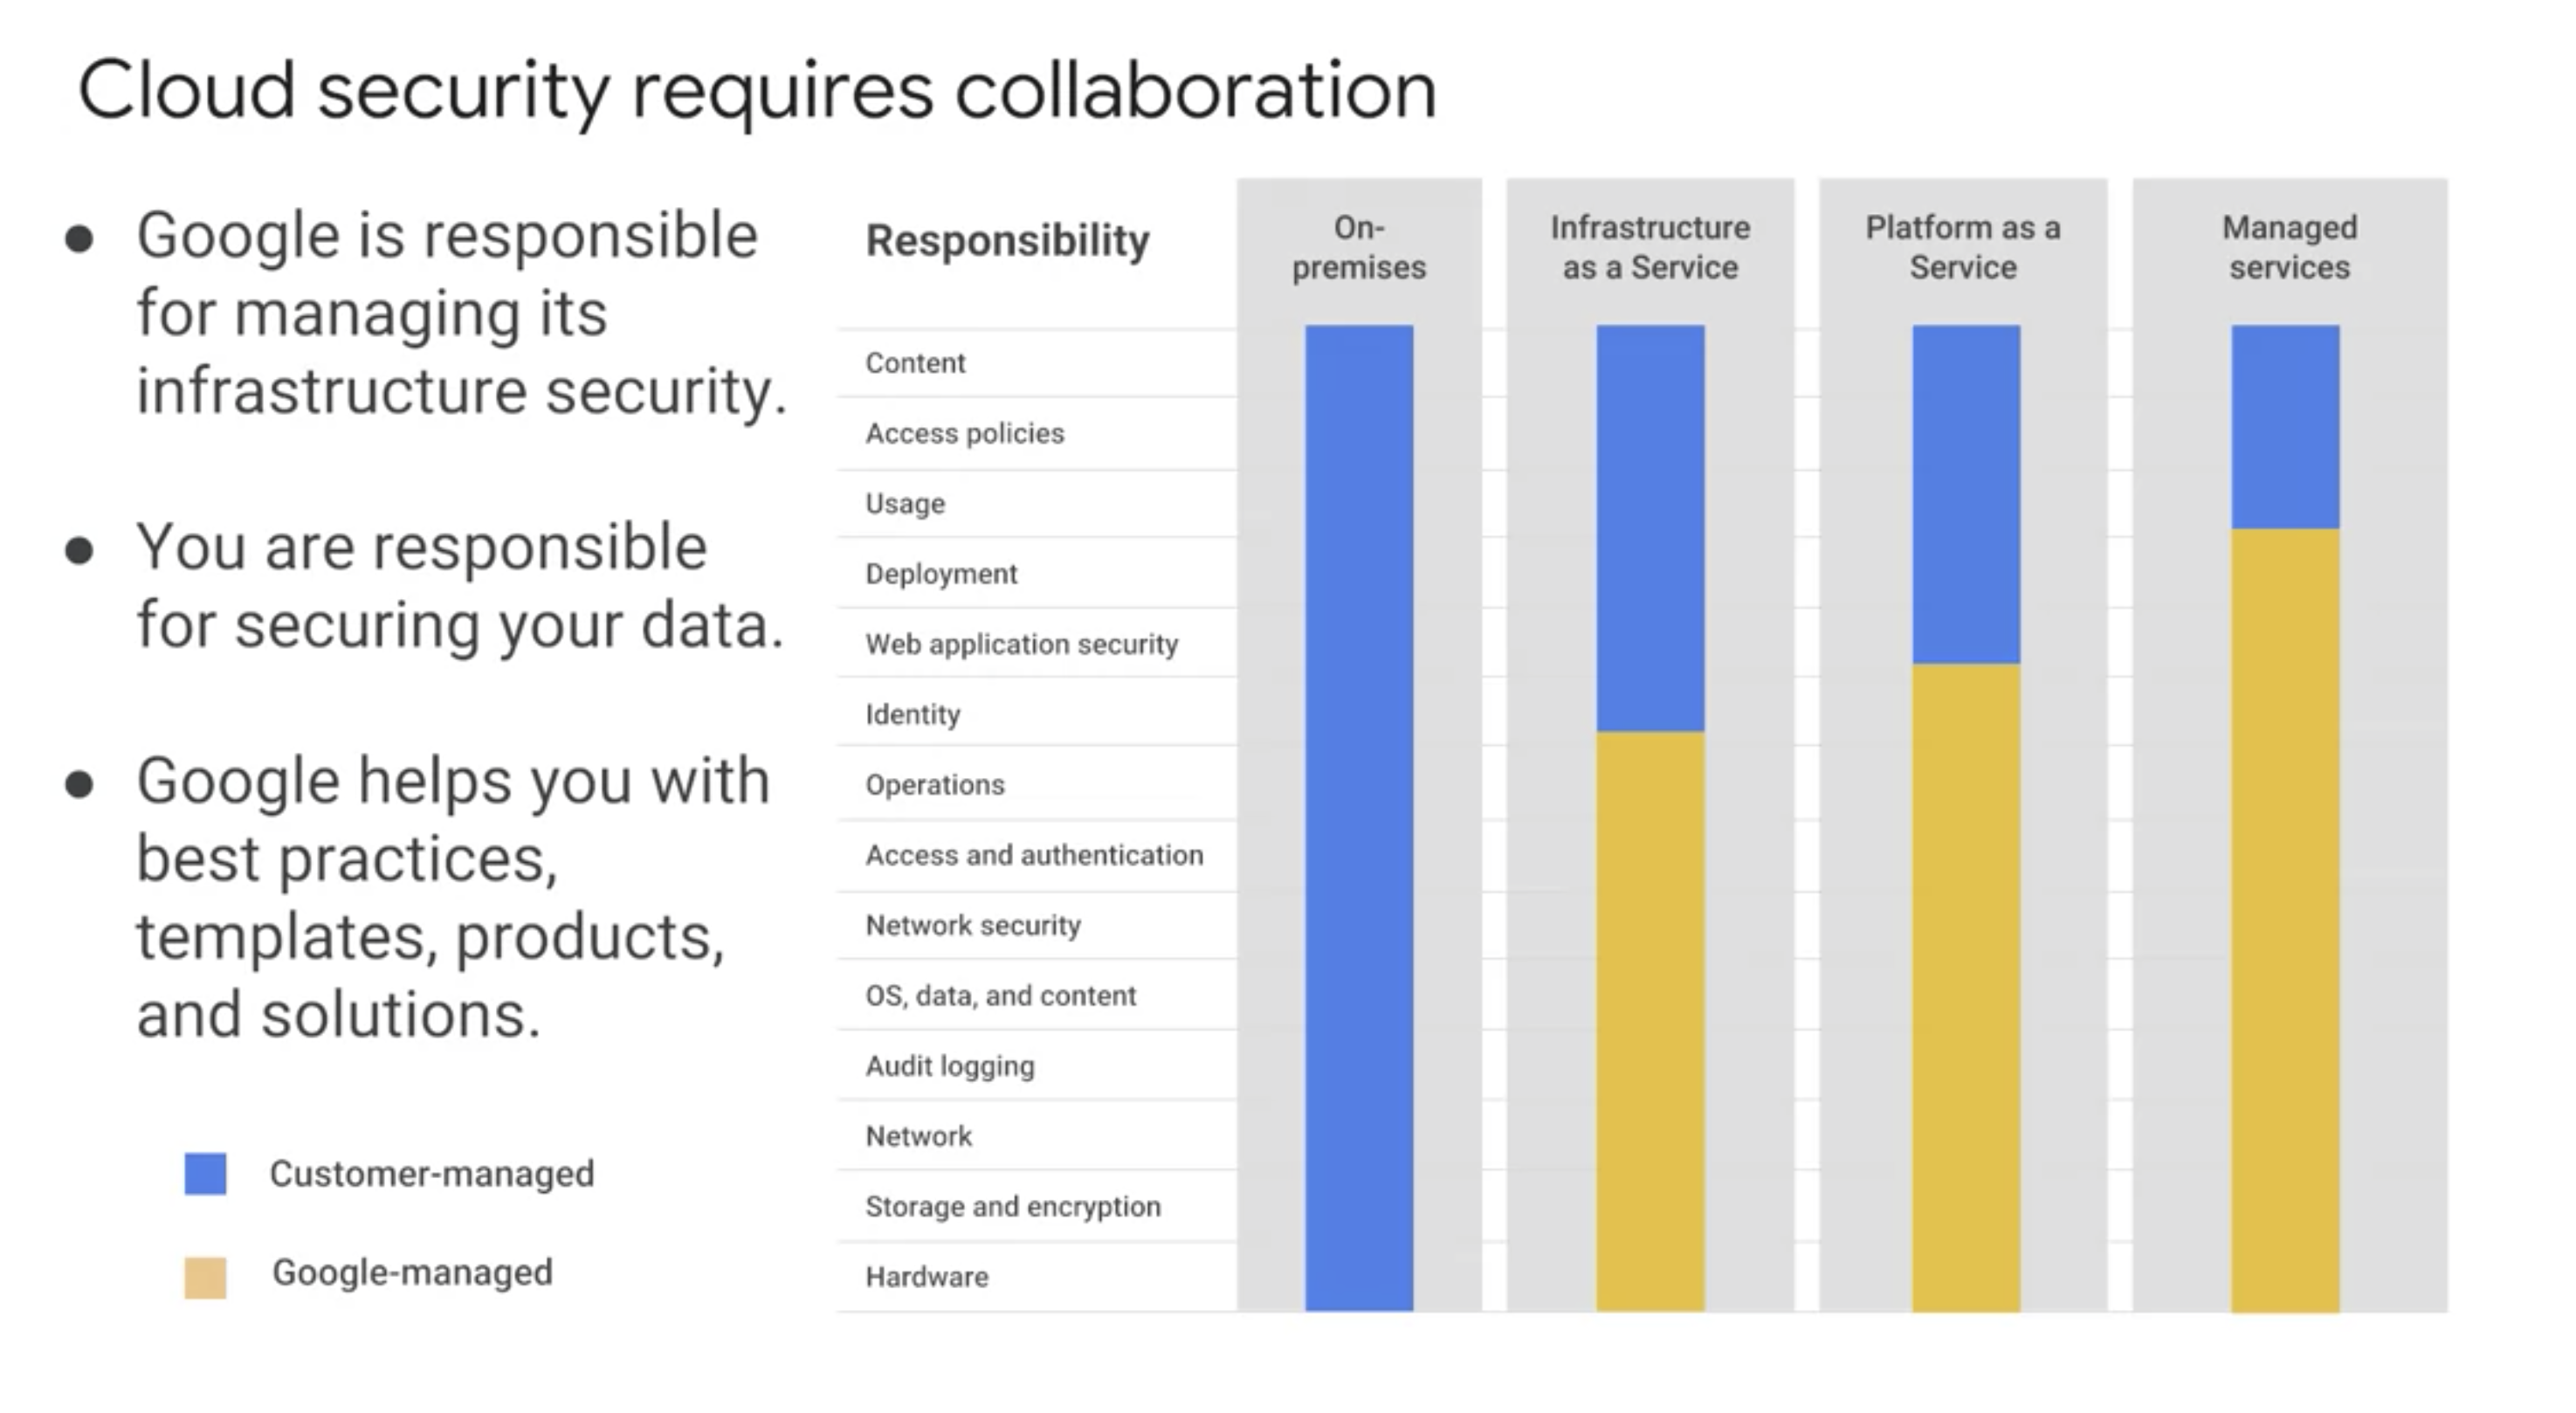 Cloud security requires collaboration
● Google is responsible
for managing its
infrastructure security.
● You are responsible
for securing your data.
● Google helps you with
best practices,
templates, products,
and solutions.
Customer-managed
Google-managed
Responsibility
On-
premises
Infrastructure
as a Service
Platform as a
Service
Managed
services
Content
Access policies
Usage
Deployment
Web application security
Identity
Operations
Access and authentication
Network security
OS, data, and content
Audit logging
Network
Storage and encryption
Hardware